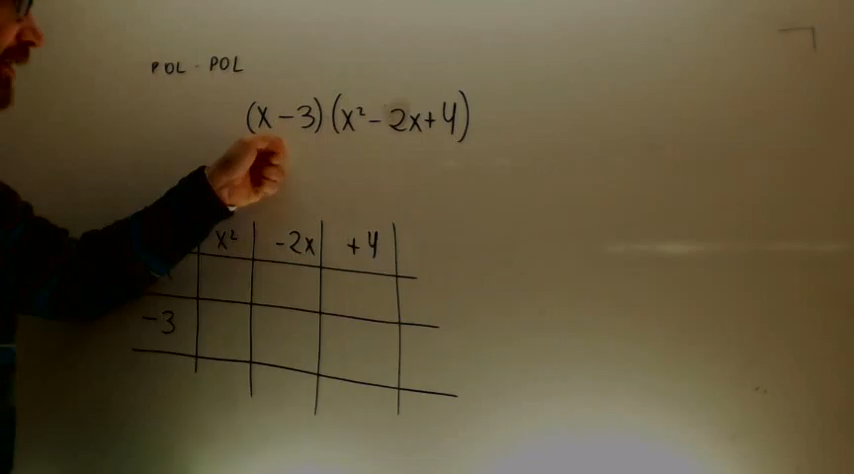 POL - POL
(x-3)(x²-2x+4)
x² -2x +4
-3